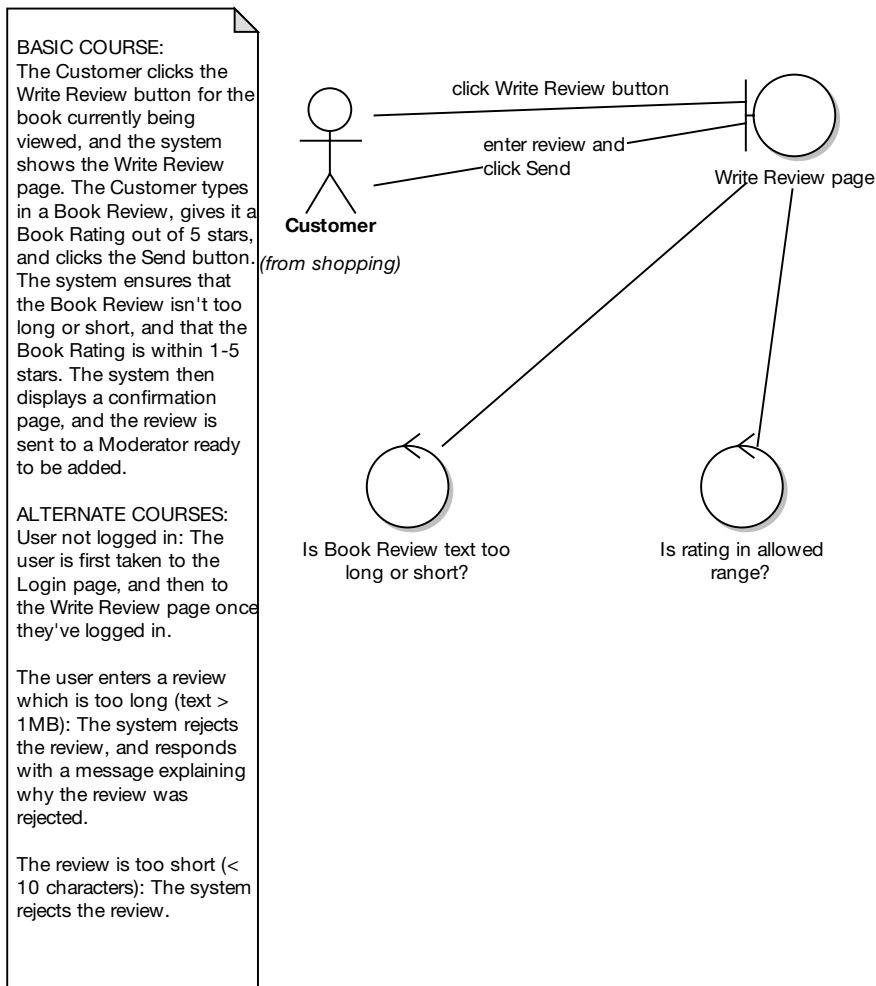 BASIC COURSE:
The Customer clicks the
Write Review button for the
book currently being
viewed, and the system
shows the Write Review
page. The Customer types
in a Book Review, gives it a
Book Rating out of 5 stars,
and clicks the Send button.
The system ensures that
the Book Review isn't too
long or short, and that the
Book Rating is within 1-5
stars. The system then
displays a confirmation
page, and the review is
sent to a Moderator ready
to be added.
ALTERNATE COURSES:
User not logged in: The
user is first taken to the
Login page, and then to
the Write Review page once
they've logged in.
The user enters a review
which is too long (text >
1MB): The system rejects
the review, and responds
with a message explaining
why the review was
rejected.
The review is too short (<
10 characters): The system
rejects the review.
click Write Review button
enter review and
click Send
Customer
(from shopping)
Write Review page
Is Book Review text too
long or short?
Is rating in allowed
range?